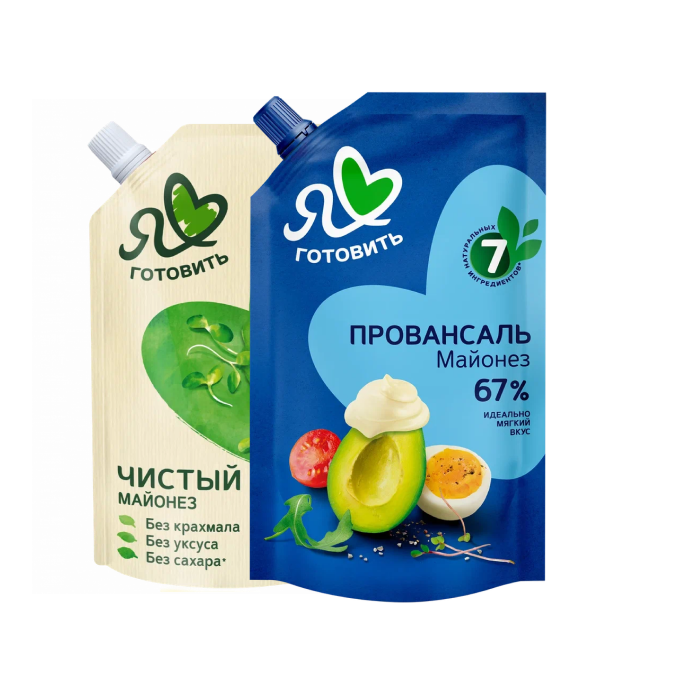 Я
ГОТОВИТЬ
ЧИСТЫЙ
МАЙОНЕЗ
Без крахмала
Без уксуса
Без сахара*
Я
ГОТОВИТЬ
7
НАТУРАЛЬНЫХ
ИНГРЕДИЕНТОВ*
ПРОВАНСАЛЬ
Майонез
67%
ИДЕАЛЬНО
МЯГКИЙ
ВКУС